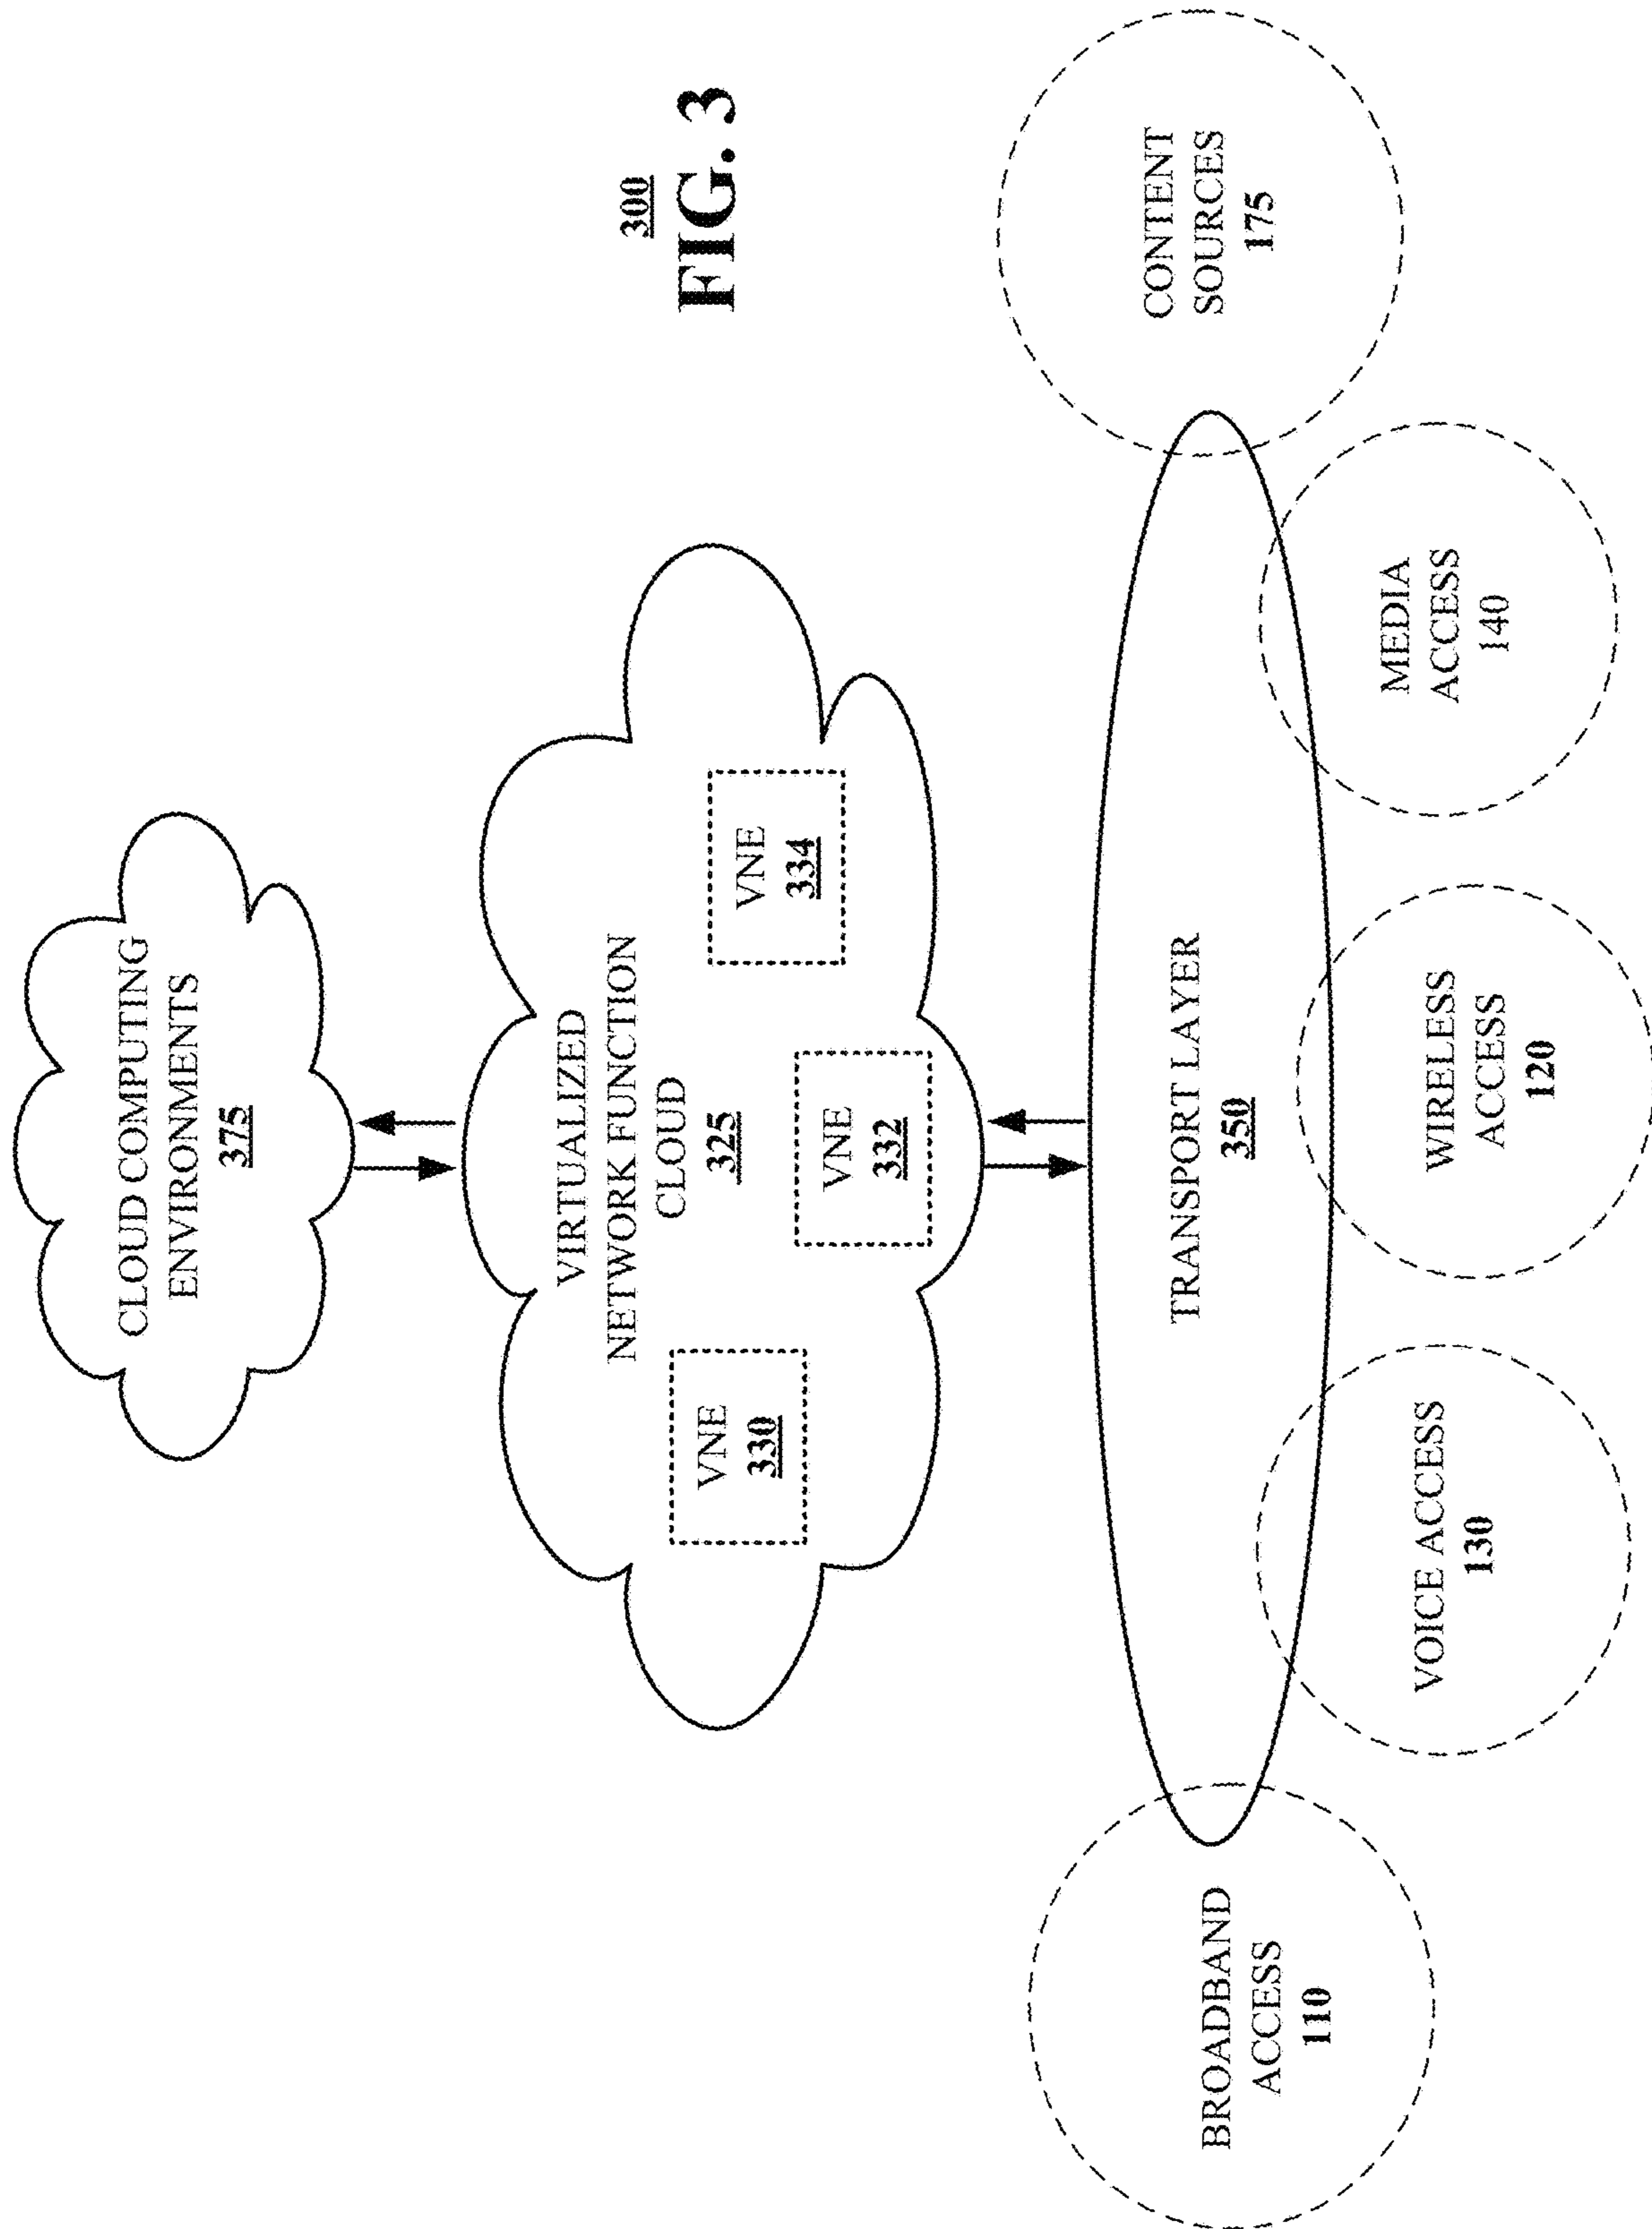 CLOUD COMPUTING
ENVIRONMENTS
375
VIRTUALIZED
NETWORK FUNCTION
CLOUD
325
VNE
330
VNE
332
VNE
334
300
FIG. 3
TRANSPORT LAYER
350
BROADBAND
ACCESS
110
VOICE ACCESS
130
WIRELESS
ACCESS
120
MEDIA
ACCESS
140
CONTENT
SOURCES
175